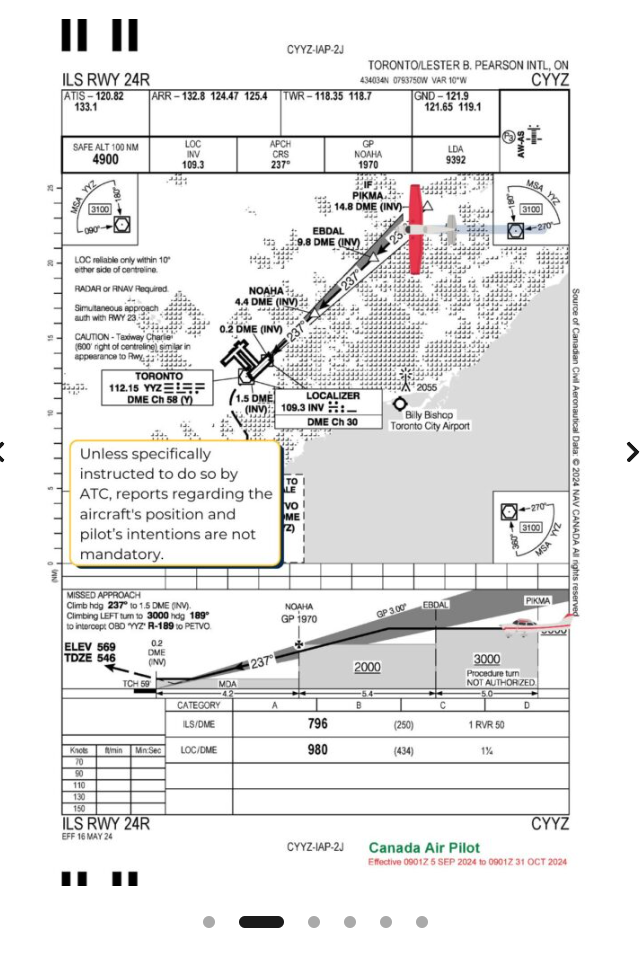 CYYZ-IAP-2J
TORONTO/LESTER B. PEARSON INTL, ON
ILS RWY 24R
434034N 0793750W VAR 10°W
CYYZ
ATIS – 120.82
133.1
ARR – 132.8 124.47 125.4
TWR – 118.35 118.7
GND – 121.9
121.65 119.1
AW-AS
SAFE ALT 100 NM
4900
LOC
INV
109.3
APCH
CRS
237°
GP
NOAHA
1970
LDA
9392
MSA YYZ
180°
3100
090°
IF
PIKMA
14.8 DME (INV)
MSA YYZ
180°
3100
270°
EBDAL
9.8 DME (INV)
23
237°
LOC reliable only within 10°
either side of centreline.
RADAR or RNAV Required.
Simultaneous approach
auth with RWY 23.
CAUTION - Taxiway Charlie
(600' right of centreline) similar in
appearance to Rwy.
NOAHA
4.4 DME (INV)
0.2 DME (INV)
237°
TORONTO
112.15 YYZ
DME Ch 58 (Y)
1.5 DME
(INV)
LOCALIZER
109.3 INV
DME Ch 30
2055
Billy Bishop
Toronto City Airport
25
20
15
10
5
0
(NM)
Source of Canadian Civil Aeronautical Data: © 2024 NAV CANADA All rights reserved
Unless specifically
instructed to do so by
ATC, reports regarding the
aircraft's position and
pilot's intentions are not
mandatory.
TO
270°
3100
360°
MSA YYZ
MISSED APPROACH
Climb hdg 237° to 1.5 DME (INV).
Climbing LEFT turn to 3000 hdg 189°
to intercept OBD 'YYZ' R-189 to PETVO.
ELEV 569
TDZE 546
0.2
DME
(INV)
NOAHA
GP 1970
GP 3.00°
EBDAL
PIKMA
237°
2000
3000
Procedure turn
NOT AUTHORIZED.
TCH 59'
MDA
4.2
5.4
5.0
CATEGORY
A
B
C
D
ILS/DME
796
(250)
1 RVR 50
LOC/DME
980
(434)
1¼
Knots ft/min Min:Sec
70
90
110
130
150
ILS RWY 24R
CYYZ
EFF 16 MAY 24
CYYZ-IAP-2J
Canada Air Pilot
Effective 0901Z 5 SEP 2024 to 0901Z 31 OCT 2024